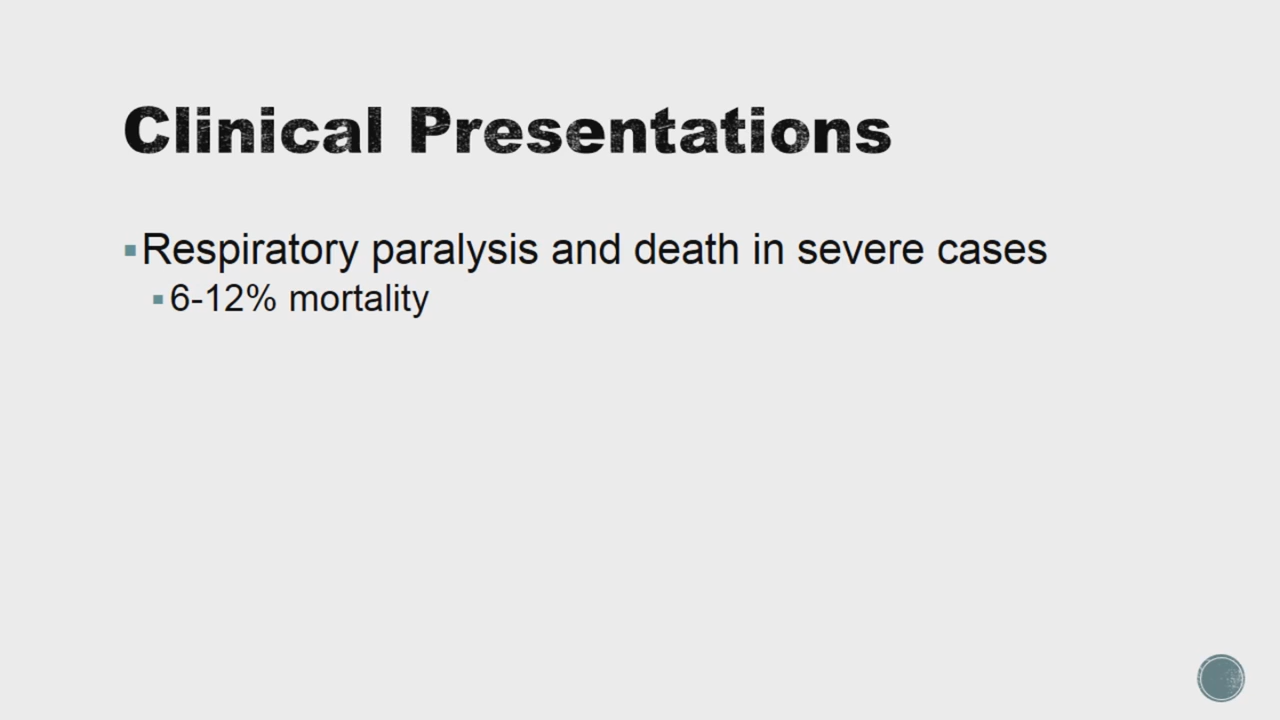 Clinical Presentations
▪Respiratory paralysis and death in severe cases
▪6-12% mortality